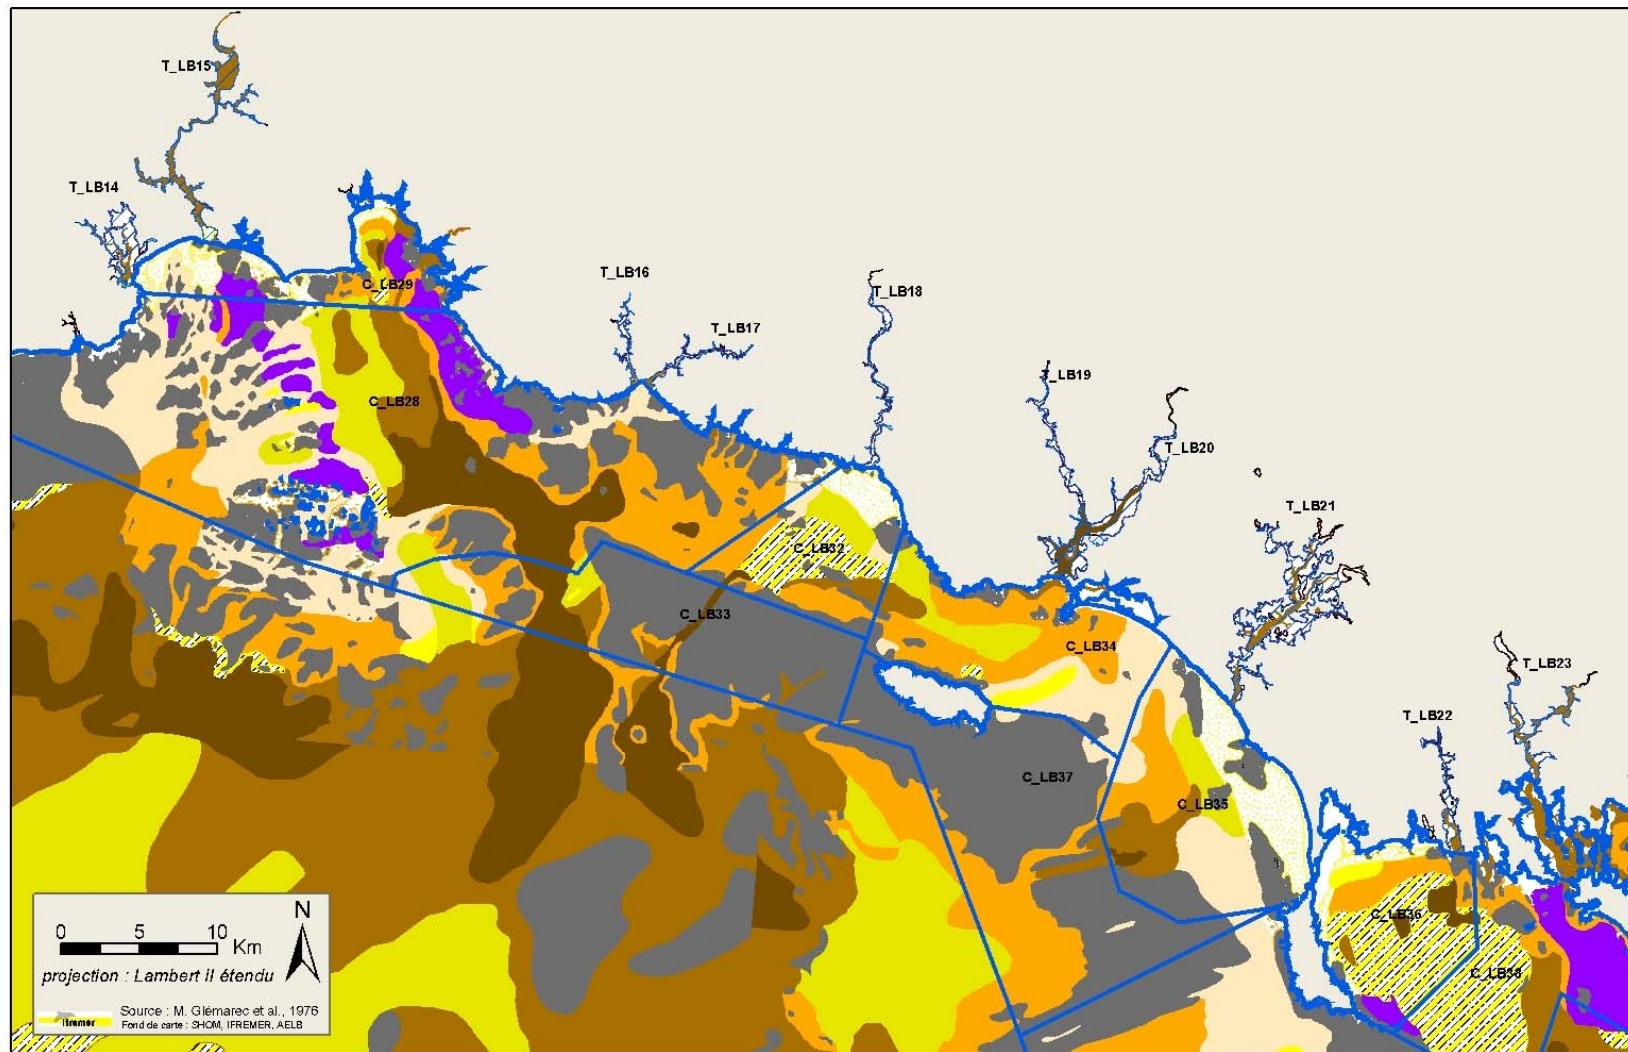 T_LB15
T_LB14
T_LB16
C_LB29
T_LB18
T_LB17
T_LB19
C_LB28
T_LB20
T_LB21
C_LB32
C_LB33
C_LB34
T_LB23
T_LB22
C_LB37
C_LB35
C_LB36
C_LB38
N
0 5 10 Km
projection : Lambert II étendu
Source : M. Glémarec et al., 1976
Ifremer
Fond de carte : SHOM, IFREMER, AELB